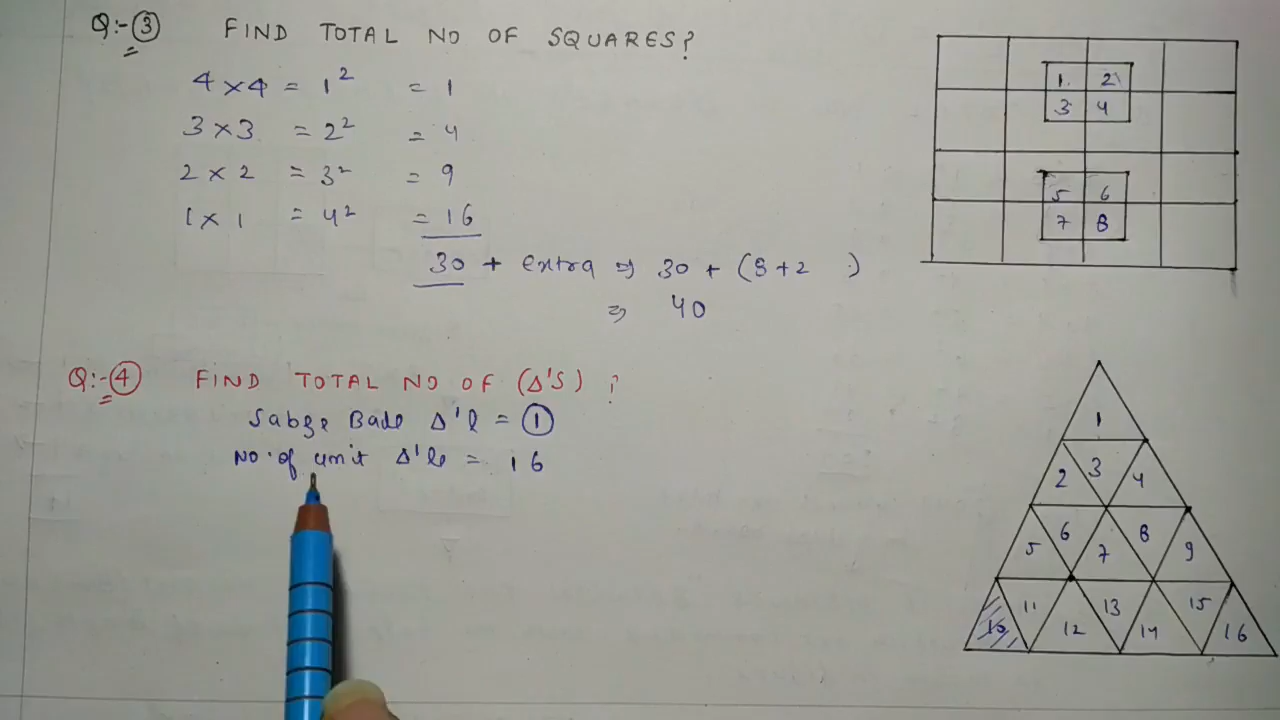 Q:- ③ FIND TOTAL NO OF SQUARES?
4 × 4 = 1² = 1
3 × 3 = 2² = 4
2 × 2 = 3² = 9
1 × 1 = 4² = 16
30 + extra ⇒ 30 + (8+2 )
⇒ 40
1 2
3 4
5 6
7 8
Q:- ④ FIND TOTAL NO OF (Δ'S) ?
Sabse Bade Δ'l = ①
No. of unit Δ'le = 16
1
2 3 4
5 6 7 8 9
10 11 12 13 14 15 16